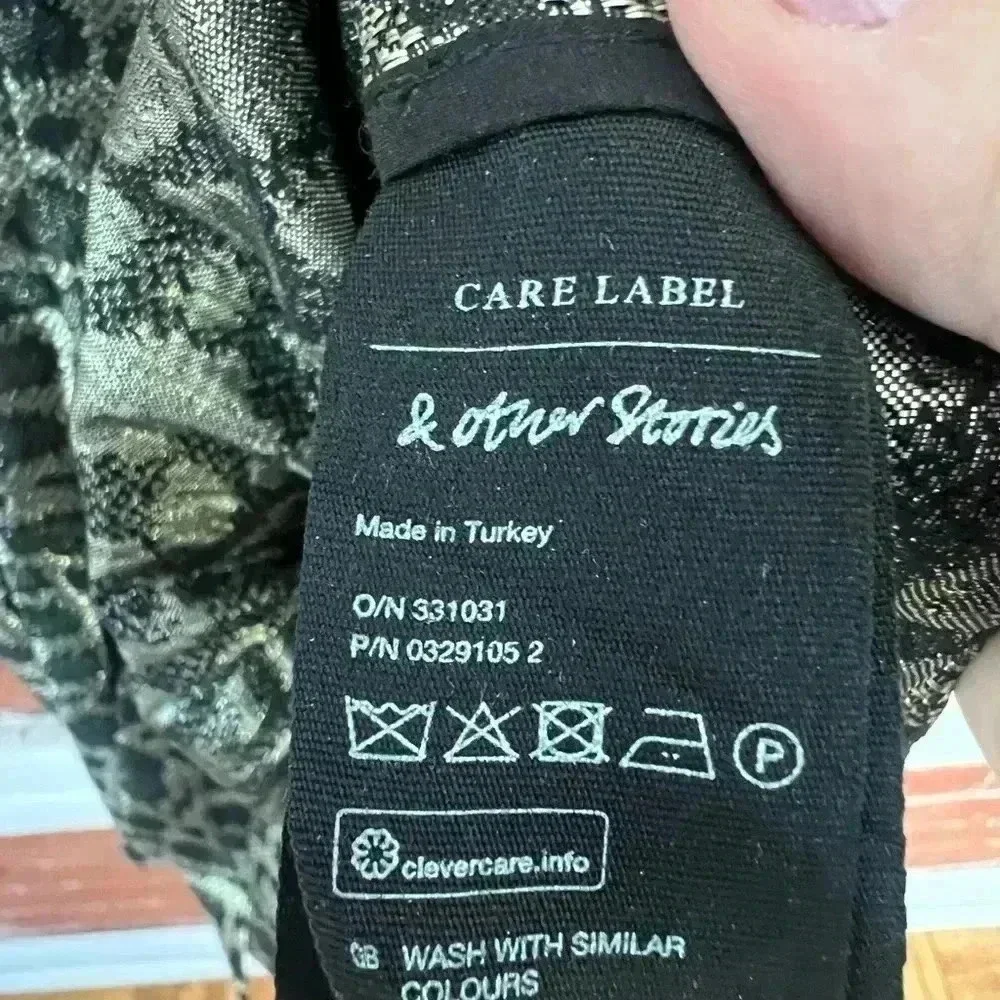 CARE LABEL
& other Stories
Made in Turkey
O/N 331031
P/N 0329105 2
P
clevercare.info
GB WASH WITH SIMILAR
COLOURS